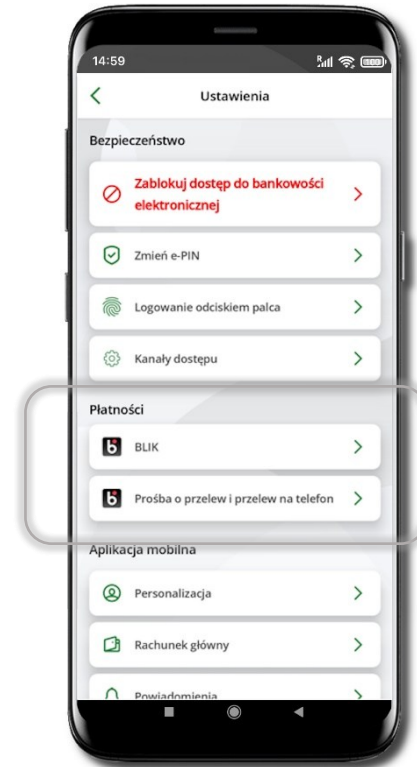 14:59
R
Ustawienia
Bezpieczeństwo
Zablokuj dostęp do bankowości
elektronicznej
Zmień e-PIN
Logowanie odciskiem palca
Kanały dostępu
Płatności
BLIK
Prośba o przelew i przelew na telefon
Aplikacja mobilna
Personalizacja
Rachunek główny
Powiadomienia